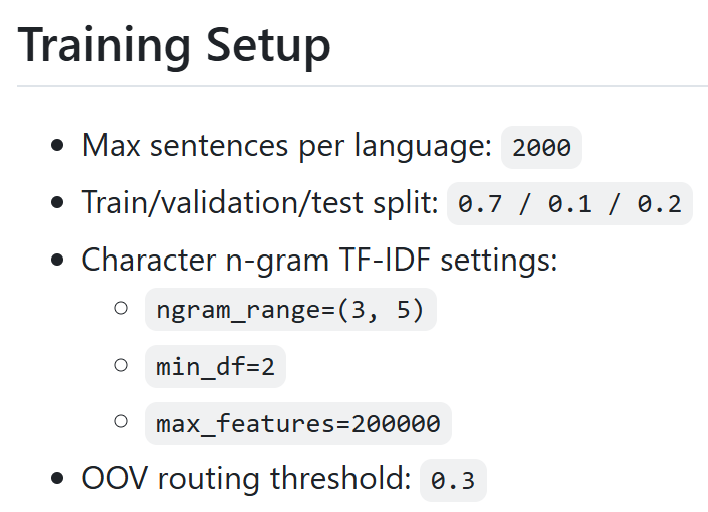 Training Setup
Max sentences per language: 2000
Train/validation/test split: 0.7 / 0.1 / 0.2
Character n-gram TF-IDF settings:
ngram_range=(3, 5)
min_df=2
max_features=200000
OOV routing threshold: 0.3